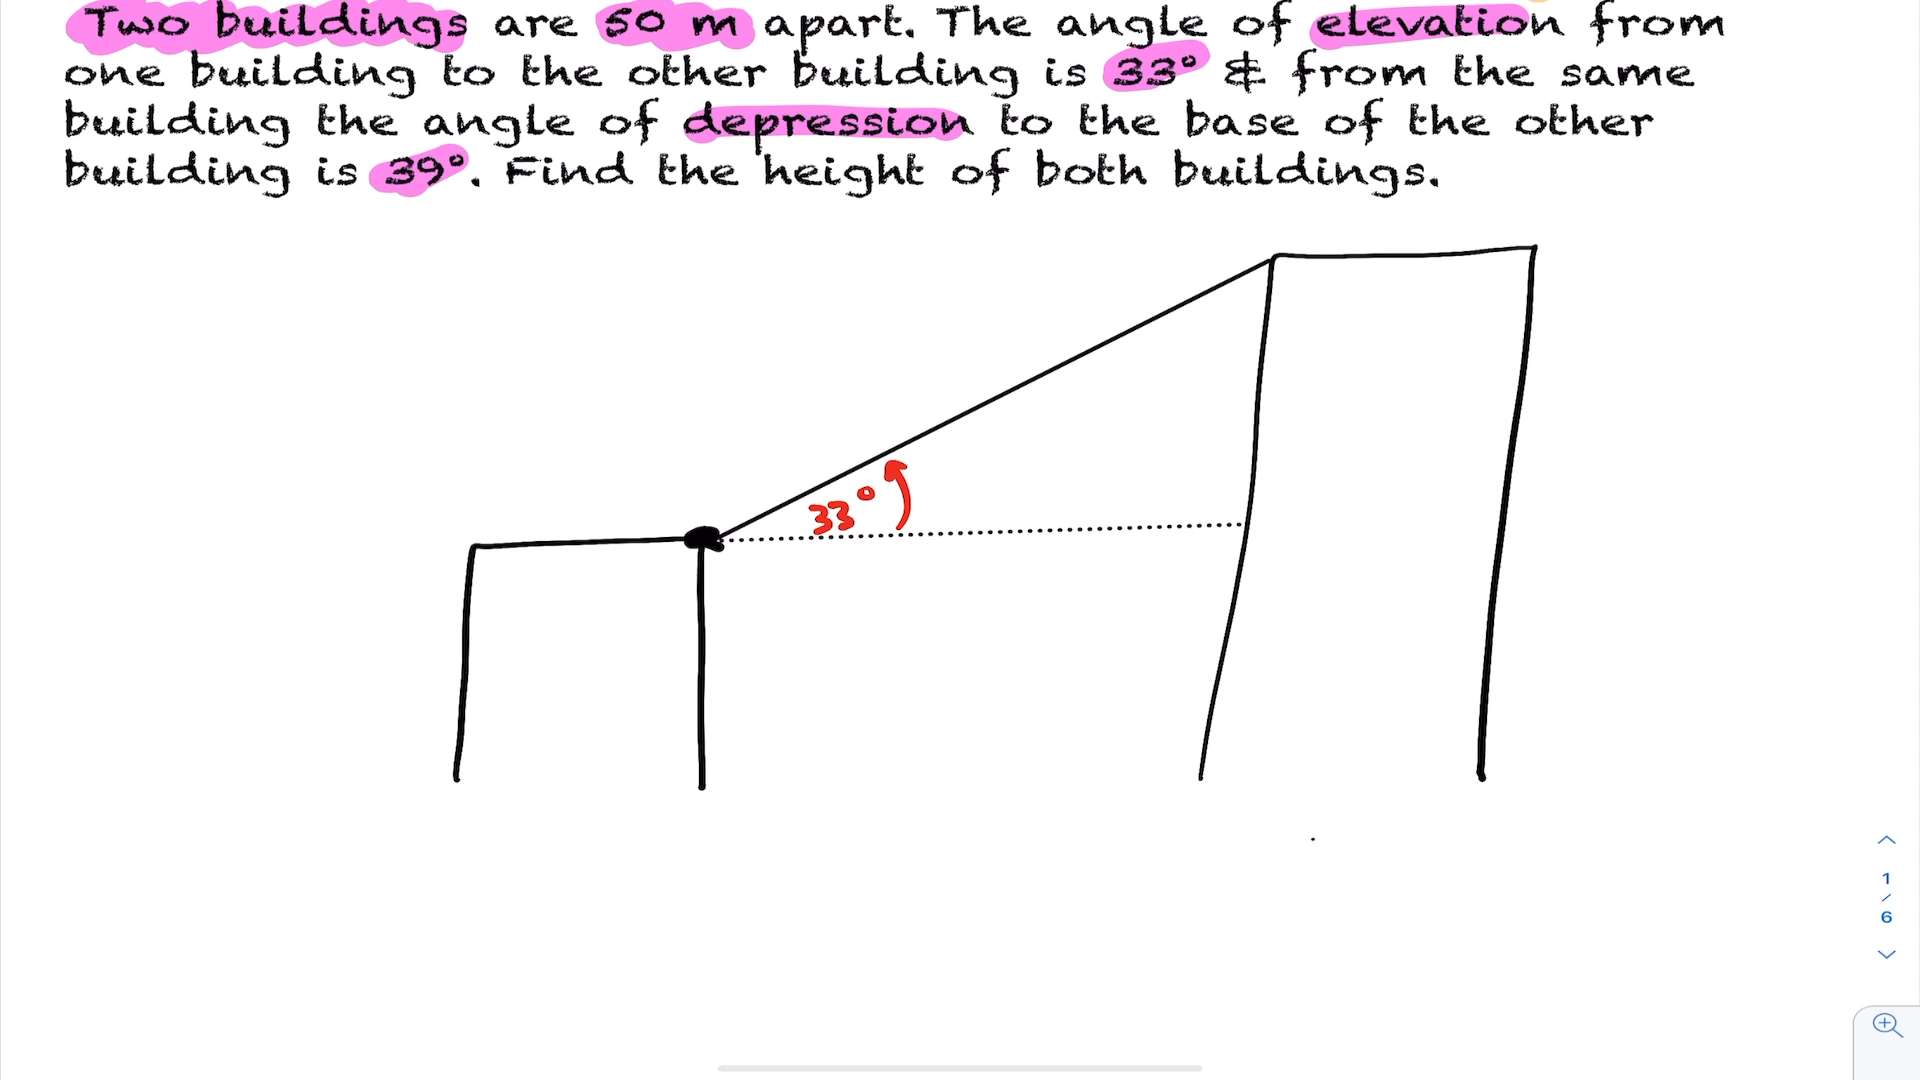 Two buildings are 50 m apart. The angle of elevation from
one building to the other building is 33° & from the same
building the angle of depression to the base of the other
building is 39°. Find the height of both buildings.
33°
1
/
6